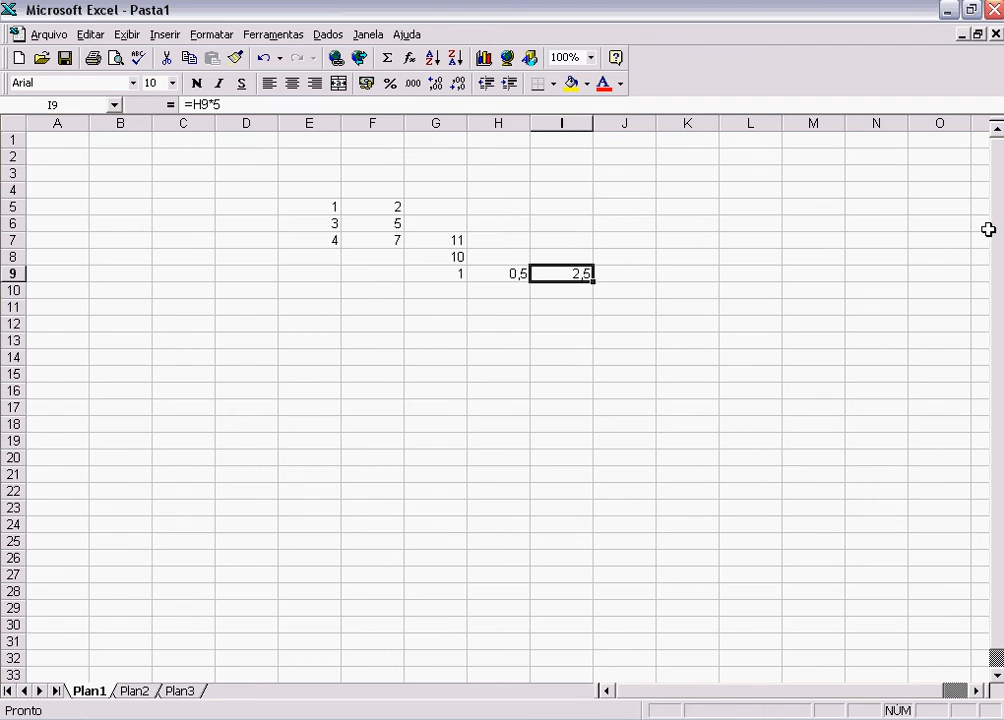 Microsoft Excel - Pasta1
Arquivo Editar Exibir Inserir Formatar Ferramentas Dados Janela Ajuda
Σ fx 100%
Arial 10 N I S % 000
I9 = =H9*5
A B C D E F G H I J K L M N O
1
2
3
4
5 1 2
6 3 5
7 4 7 11
8 10
9 1 0,5 2,5
10
11
12
13
14
15
16
17
18
19
20
21
22
23
24
25
26
27
28
29
30
31
32
33
Plan1 Plan2 Plan3
Pronto NÚM